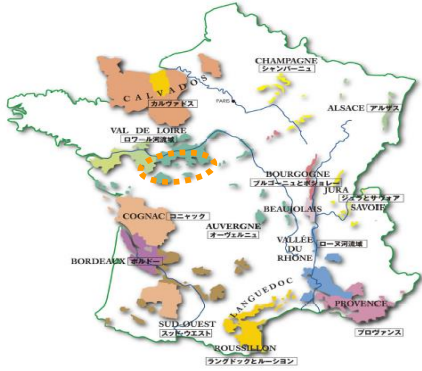 CHAMPAGNE
シャンパーニュ
CALVADOS
カルヴァドス
PARIS
ALSACE アルザス
VAL DE LOIRE
ロワール河流域
BOURGOGNE
ブルゴーニュとボジョレー
JURA
ジュラとサヴォア
SAVOIE
BEAUJOLAIS
COGNAC コニャック
AUVERGNE
オーヴェルニュ
VALLÉE
DU
RHÔNE
ローヌ河流域
BORDEAUX ボルドー
LANGUEDOC
PROVENCE
プロヴァンス
SUD OUEST
スッド・ウエスト
ROUSSILLON
ラングドックとルーション